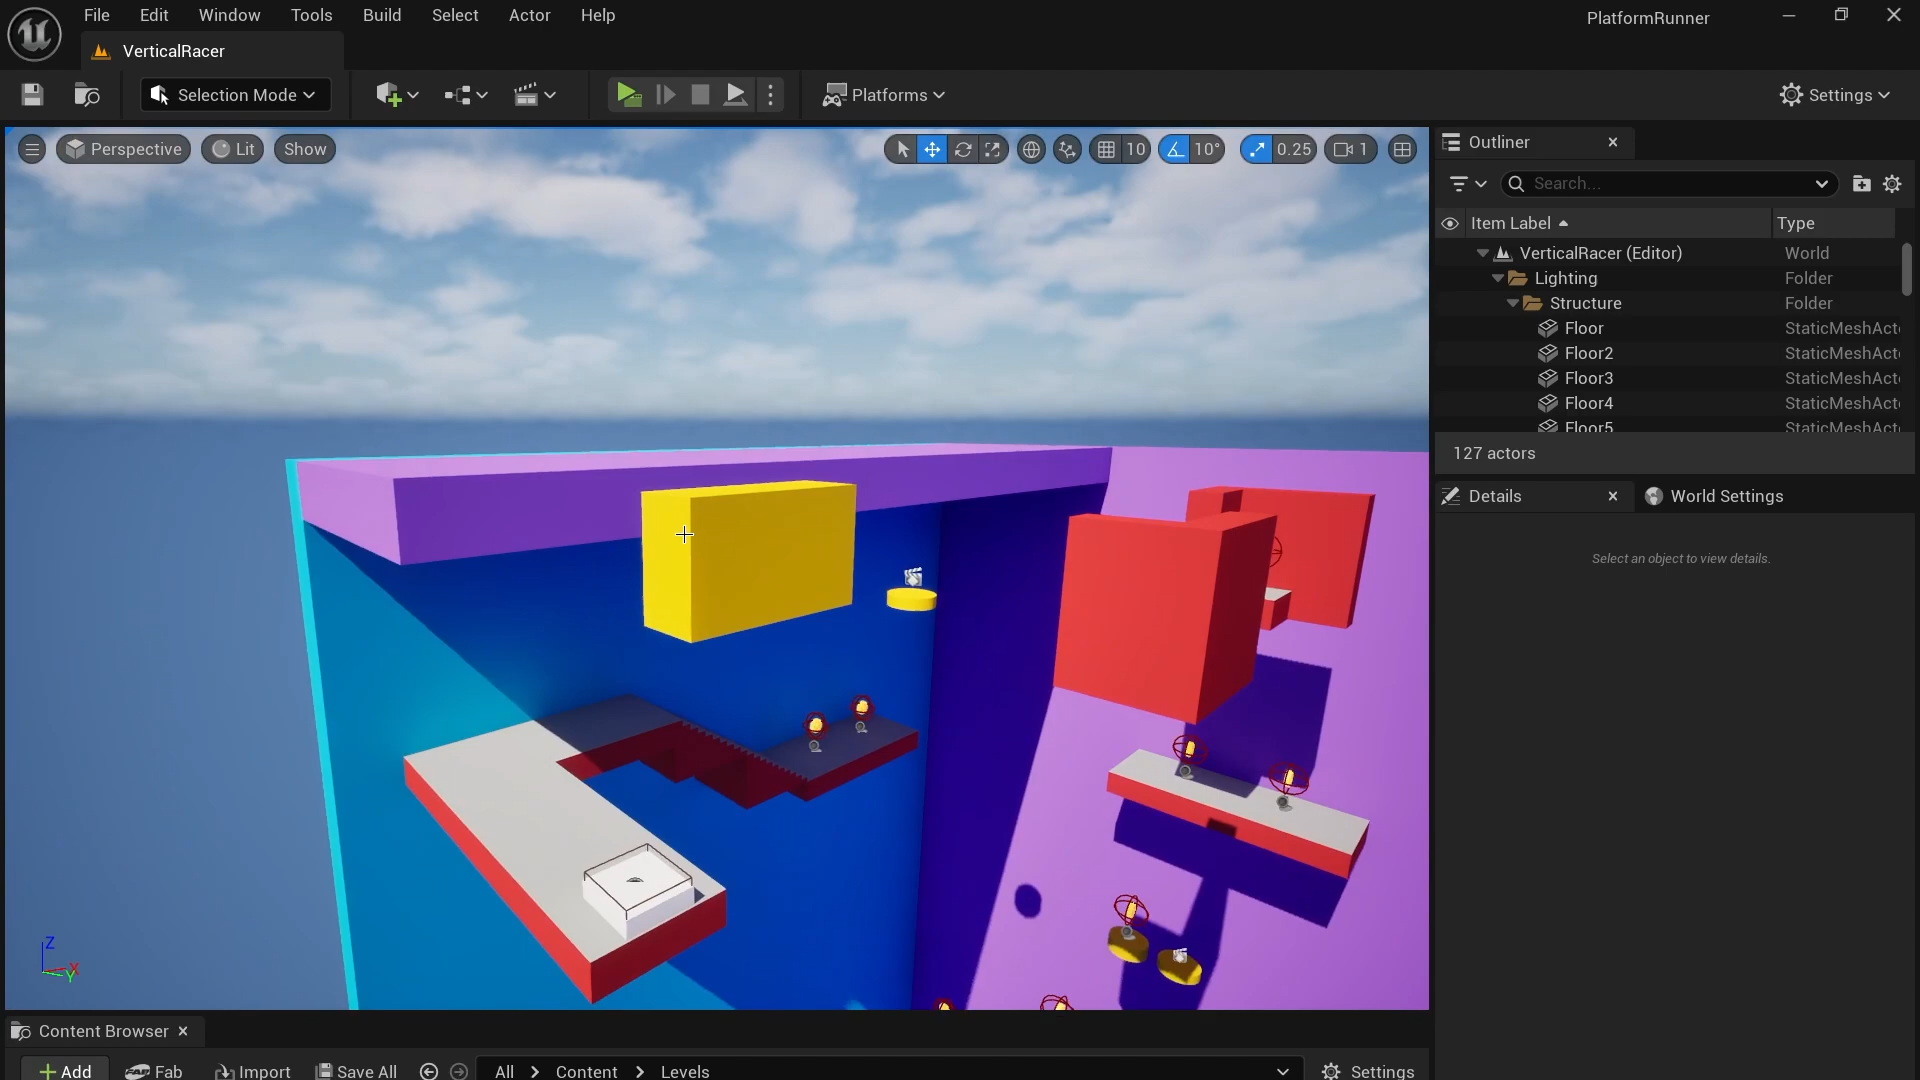 File Edit Window Tools Build Select Actor Help
PlatformRunner
VerticalRacer
Selection Mode
Platforms
Settings
Perspective Lit Show
10 10° 0.25 1
Outliner
Search...
Item Label Type
VerticalRacer (Editor) World
Lighting Folder
Structure Folder
Floor StaticMeshAct
Floor2 StaticMeshAct
Floor3 StaticMeshAct
Floor4 StaticMeshAct
Floor5 StaticMeshAct
127 actors
Details World Settings
Select an object to view details.
Z
X
Y
Content Browser
Add Fab Import Save All All Content Levels Settings